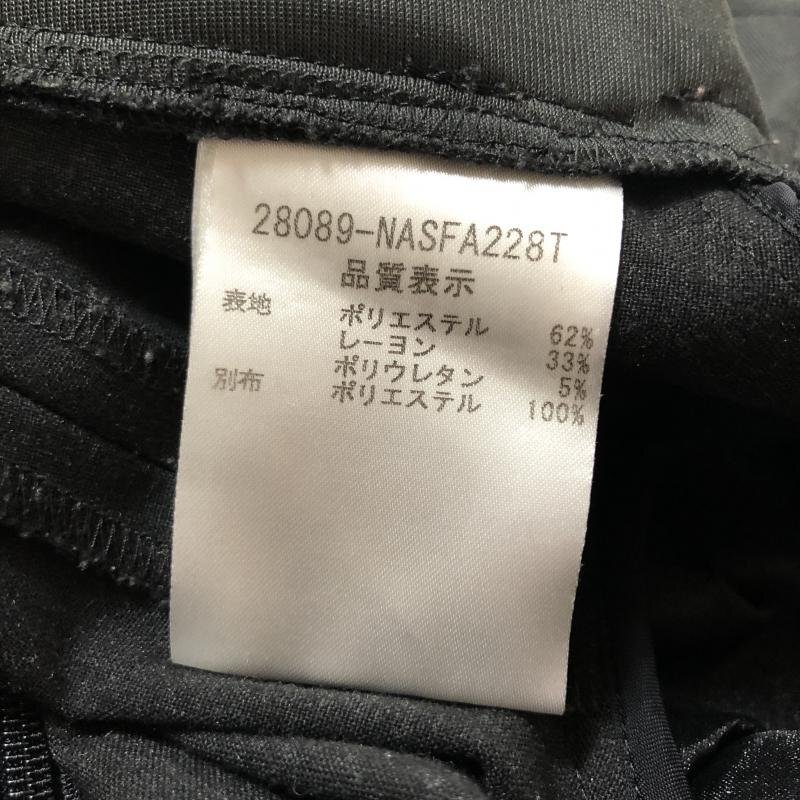 28089-NASFA228T
品質表示
表地 ポリエステル 62%
レーヨン 33%
ポリウレタン 5%
別布 ポリエステル 100%